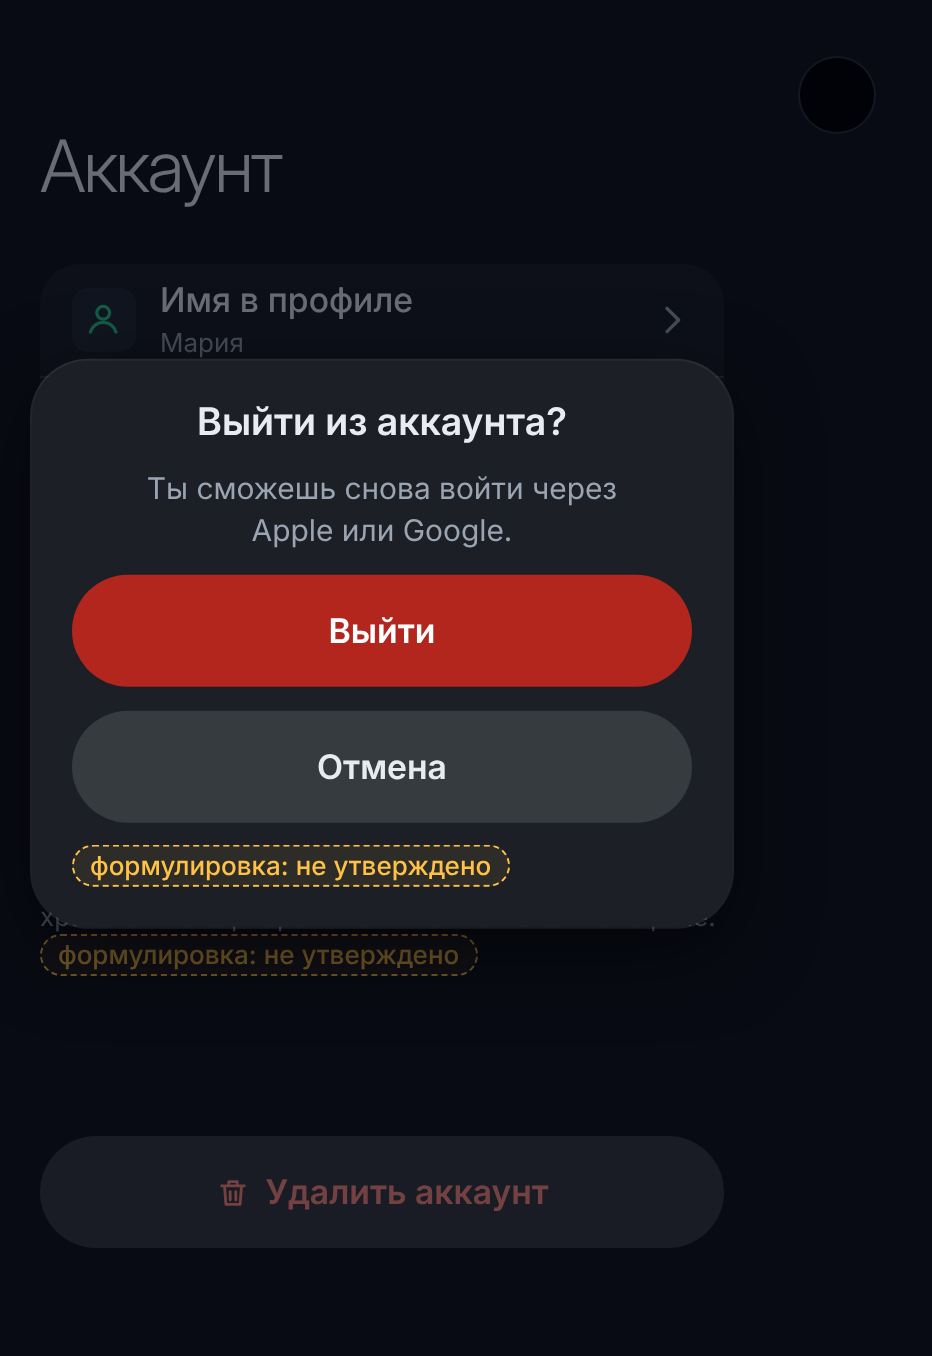 Аккаунт
Имя в профиле
Мария
Выйти из аккаунта?
Ты сможешь снова войти через
Apple или Google.
Выйти
Отмена
формулировка: не утверждено
формулировка: не утверждено
Удалить аккаунт